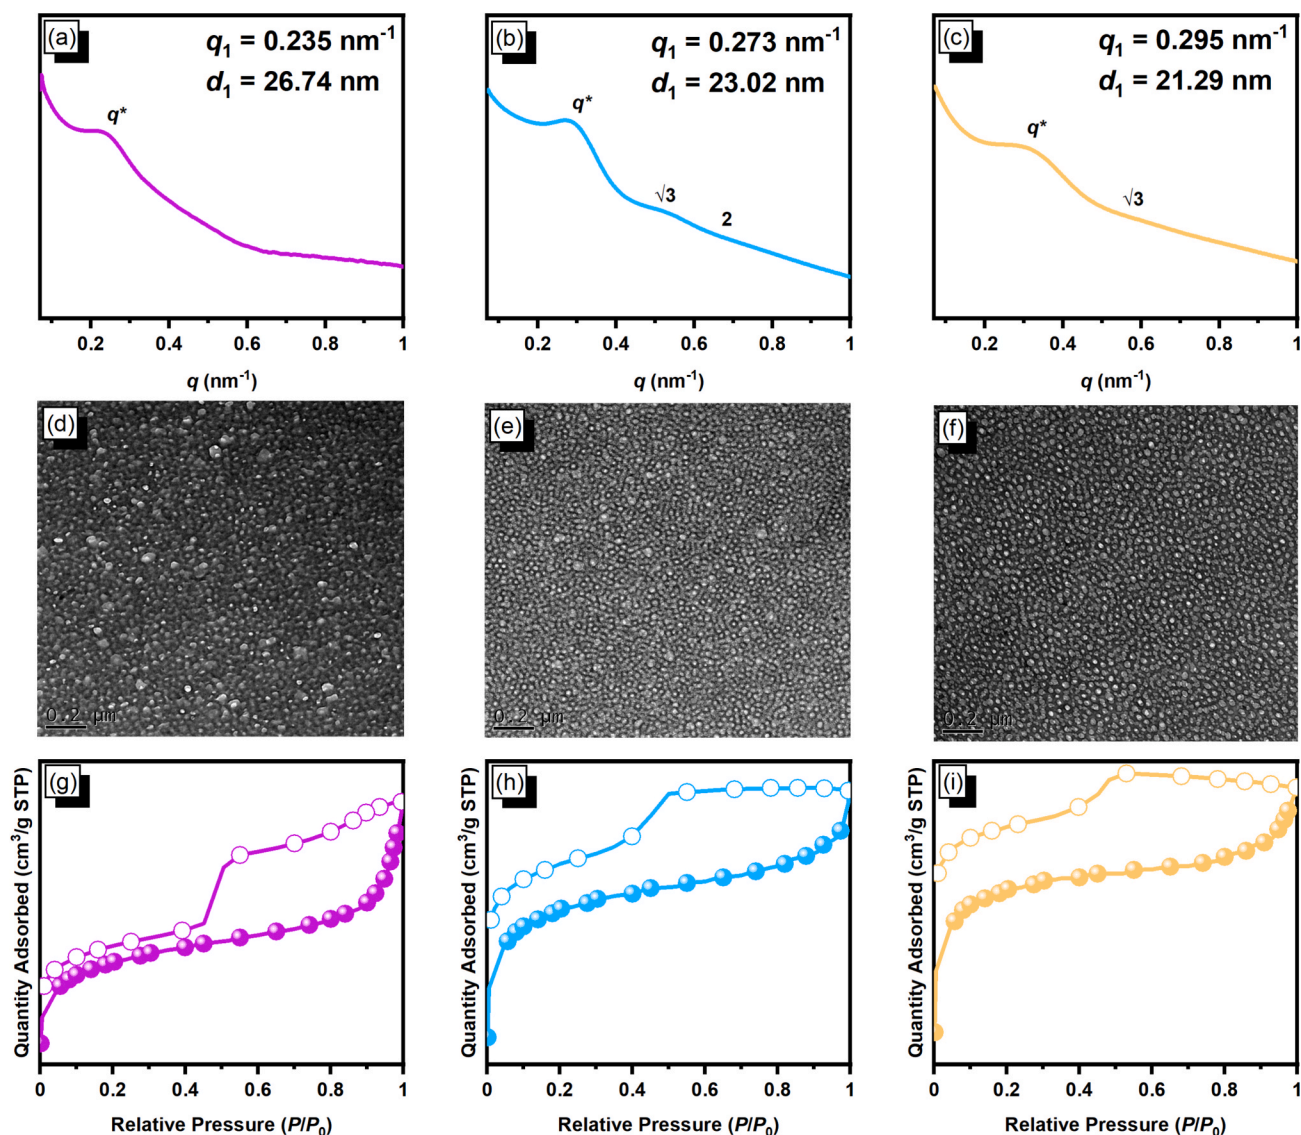 (a)
q₁ = 0.235 nm⁻¹
d₁ = 26.74 nm
q*
0.2 0.4 0.6 0.8 1
q (nm⁻¹)
(b)
q₁ = 0.273 nm⁻¹
d₁ = 23.02 nm
q*
√3
2
0.2 0.4 0.6 0.8 1
q (nm⁻¹)
(c)
q₁ = 0.295 nm⁻¹
d₁ = 21.29 nm
q*
√3
0.2 0.4 0.6 0.8 1
q (nm⁻¹)
(d)
0.2 µm
(e)
0.2 µm
(f)
0.2 µm
(g)
Quantity Adsorbed (cm³/g STP)
0 0.2 0.4 0.6 0.8 1
Relative Pressure (P/P₀)
(h)
Quantity Adsorbed (cm³/g STP)
0 0.2 0.4 0.6 0.8 1
Relative Pressure (P/P₀)
(i)
Quantity Adsorbed (cm³/g STP)
0 0.2 0.4 0.6 0.8 1
Relative Pressure (P/P₀)